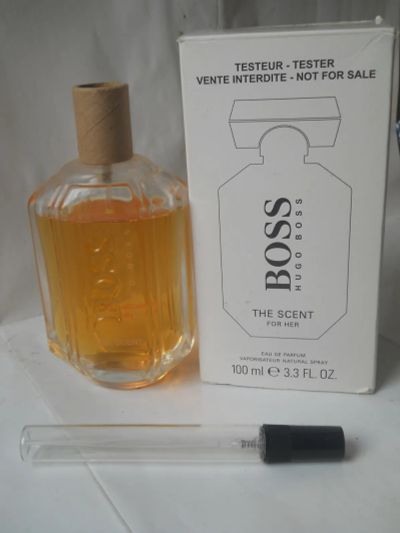 TESTEUR - TESTER
VENTE INTERDITE - NOT FOR SALE
BOSS
HUGO BOSS
THE SCENT
FOR HER
EAU DE PARFUM
VAPORISATEUR NATURAL SPRAY
100 ml ℮ 3.3 FL. OZ.
BOSS